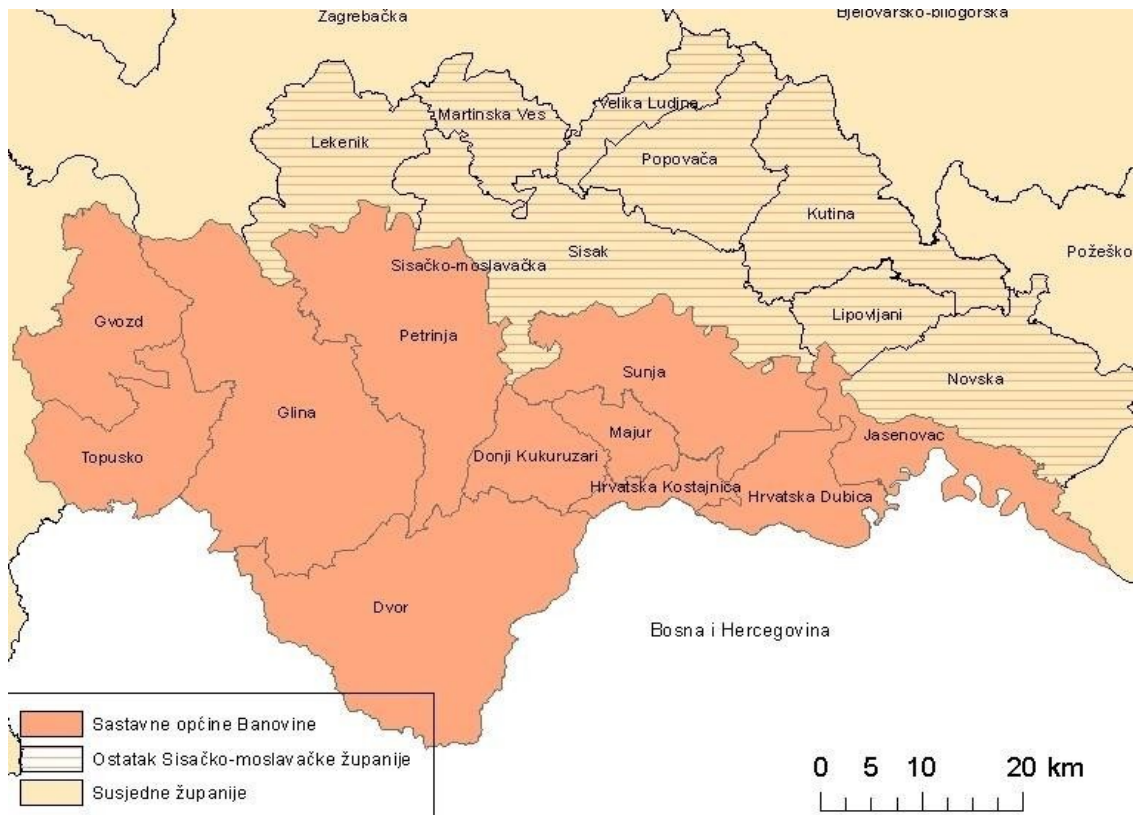 Zagrebačka
Bjelovarsko-bilogorska
Velika Ludina
Martinska Ves
Lekenik
Popovača
Kutina
Sisak
Požeško
Sisačko-moslavačka
Lipovljani
Gvozd
Petrinja
Sunja
Novska
Glina
Majur
Jasenovac
Topusko
Donji Kukuruzari
Hrvatska Kostajnica
Hrvatska Dubica
Dvor
Bosna i Hercegovina
Sastavne općine Banovine
Ostatak Sisačko-moslavačke županije
Susjedne županije
0 5 10 20 km